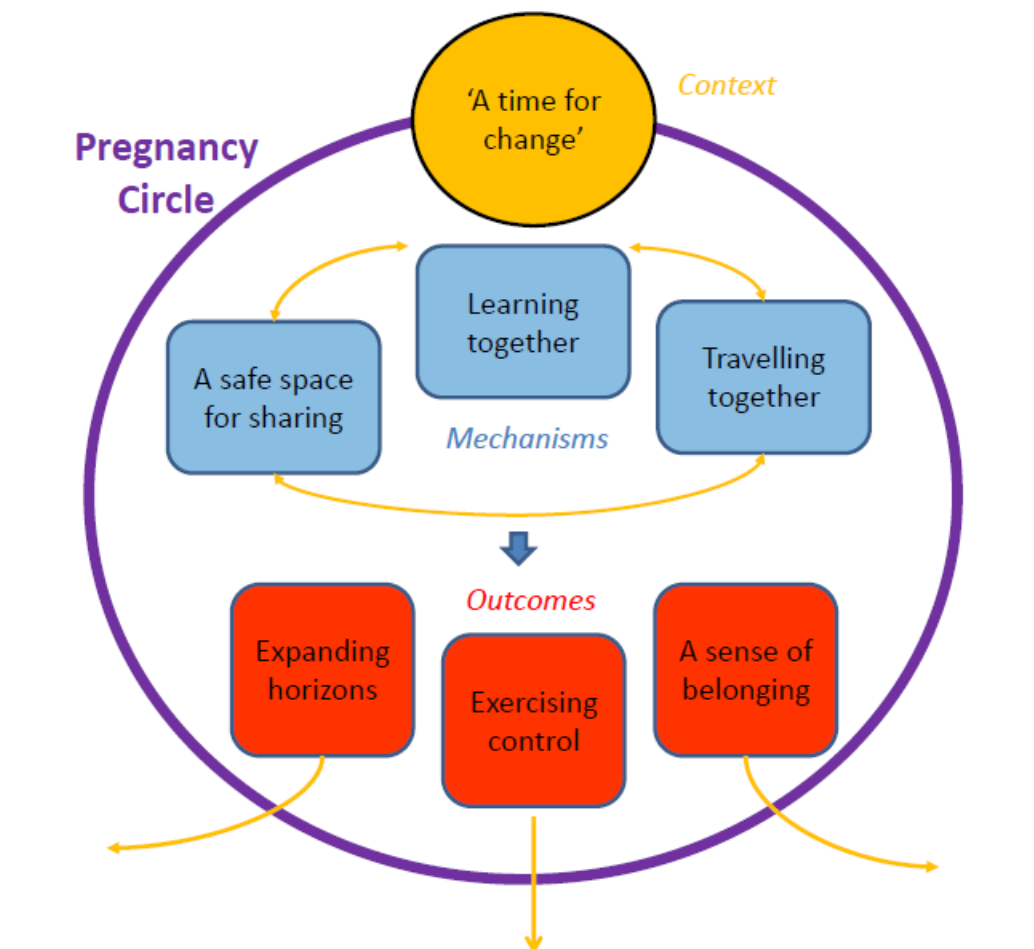 ‘A time for
change’
Context
Pregnancy
Circle
Learning
together
Travelling
together
A safe space
for sharing
Mechanisms
Outcomes
Expanding
horizons
A sense of
belonging
Exercising
control